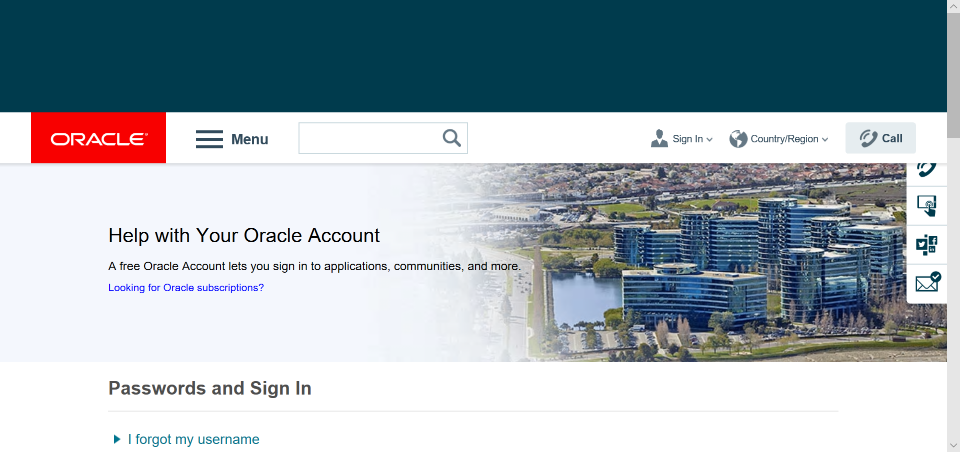 ORACLE
Menu
Sign In
Country/Region
Call
Help with Your Oracle Account
A free Oracle Account lets you sign in to applications, communities, and more.
Looking for Oracle subscriptions?
Passwords and Sign In
I forgot my username